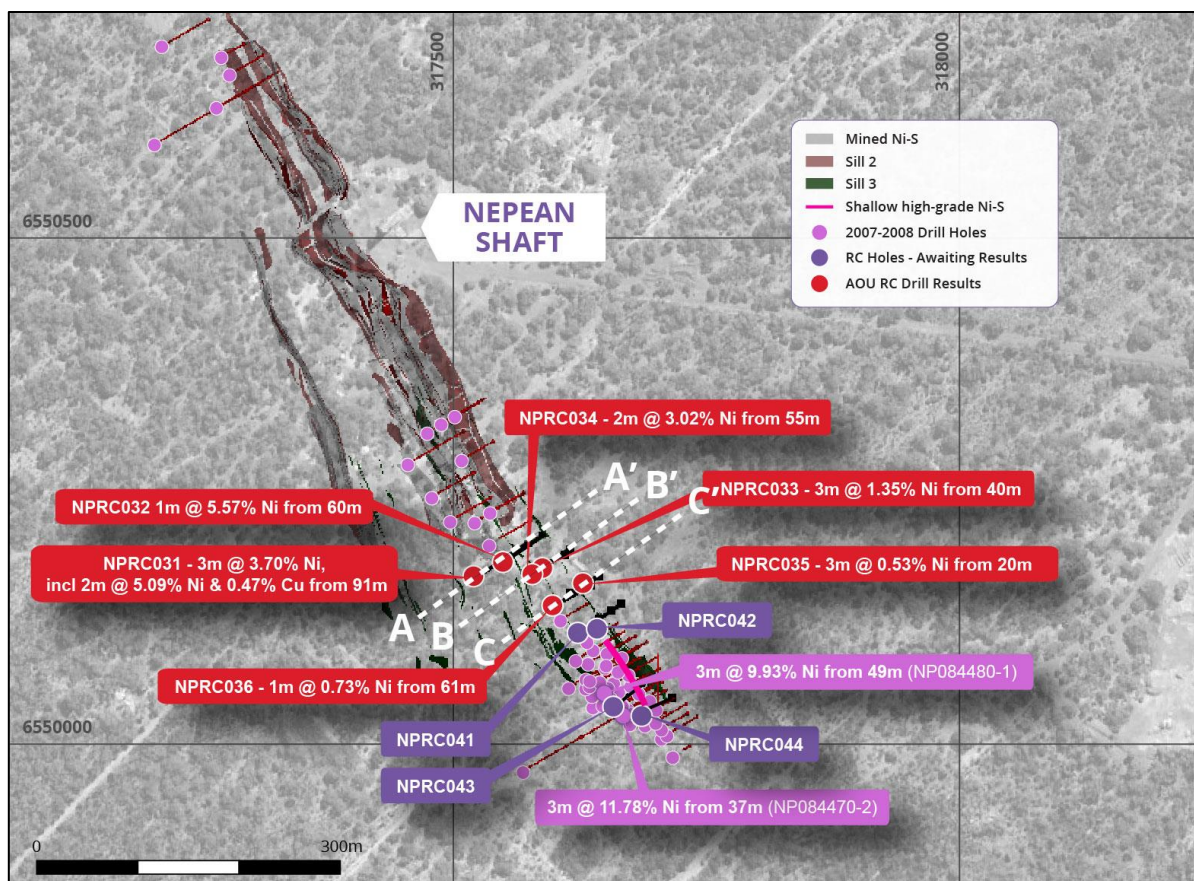 317500
318000
Mined Ni-S
Sill 2
Sill 3
Shallow high-grade Ni-S
2007-2008 Drill Holes
RC Holes - Awaiting Results
AOU RC Drill Results
6550500
NEPEAN
SHAFT
NPRC034 - 2m @ 3.02% Ni from 55m
A’
B’
C’
NPRC033 - 3m @ 1.35% Ni from 40m
NPRC032 1m @ 5.57% Ni from 60m
NPRC031 - 3m @ 3.70% Ni,
incl 2m @ 5.09% Ni & 0.47% Cu from 91m
NPRC035 - 3m @ 0.53% Ni from 20m
A
B
C
NPRC042
3m @ 9.93% Ni from 49m (NP084480-1)
NPRC036 - 1m @ 0.73% Ni from 61m
NPRC041
NPRC044
6550000
NPRC043
3m @ 11.78% Ni from 37m (NP084470-2)
0
300m